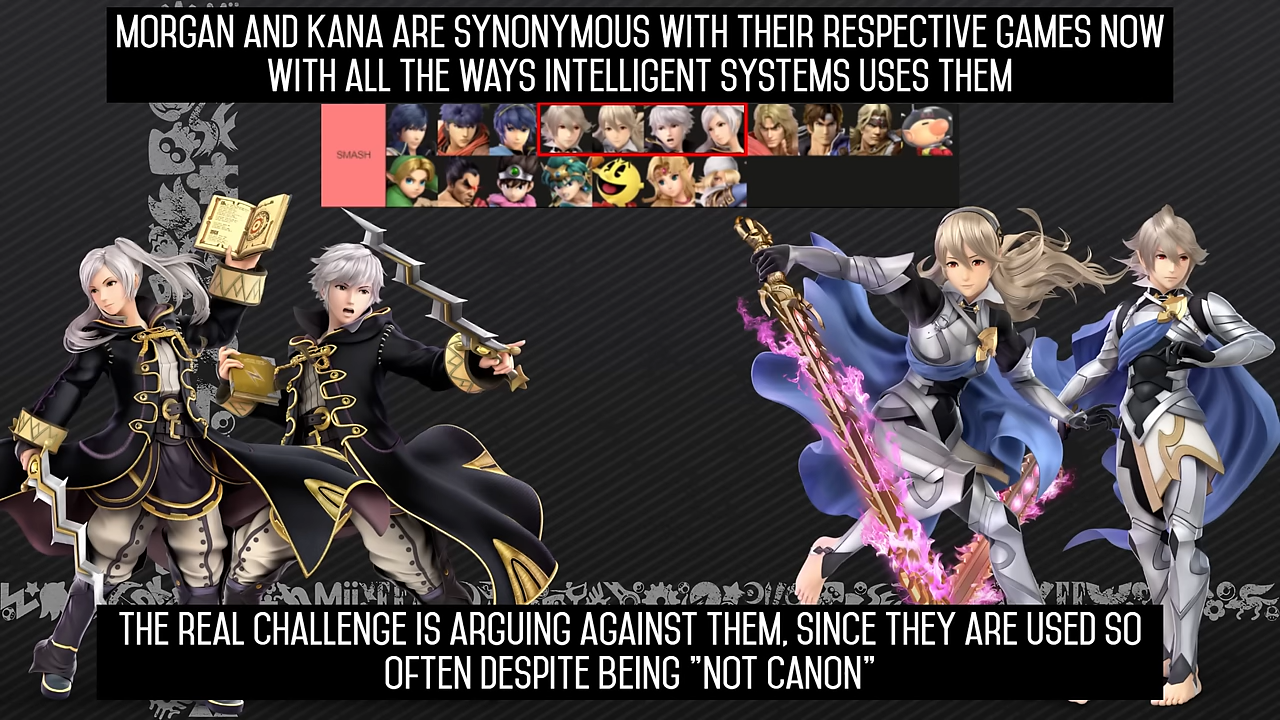 MORGAN AND KANA ARE SYNONYMOUS WITH THEIR RESPECTIVE GAMES NOW
WITH ALL THE WAYS INTELLIGENT SYSTEMS USES THEM
SMASH
Mii
THE REAL CHALLENGE IS ARGUING AGAINST THEM, SINCE THEY ARE USED SO
OFTEN DESPITE BEING "NOT CANON"